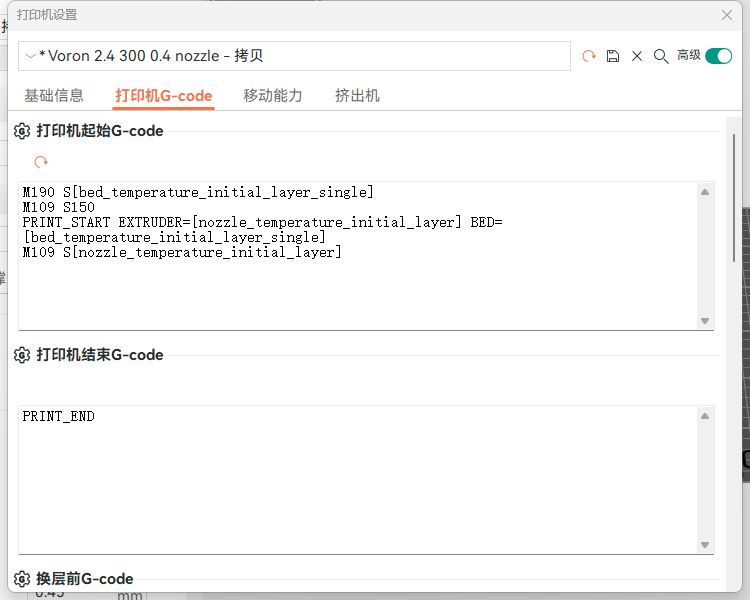 打印机设置
* Voron 2.4 300 0.4 nozzle - 拷贝
高级
基础信息 打印机G-code 移动能力 挤出机
打印机起始G-code
M190 S[bed_temperature_initial_layer_single]
M109 S150
PRINT_START EXTRUDER=[nozzle_temperature_initial_layer] BED=
[bed_temperature_initial_layer_single]
M109 S[nozzle_temperature_initial_layer]
打印机结束G-code
PRINT_END
换层前G-code
0.45 mm